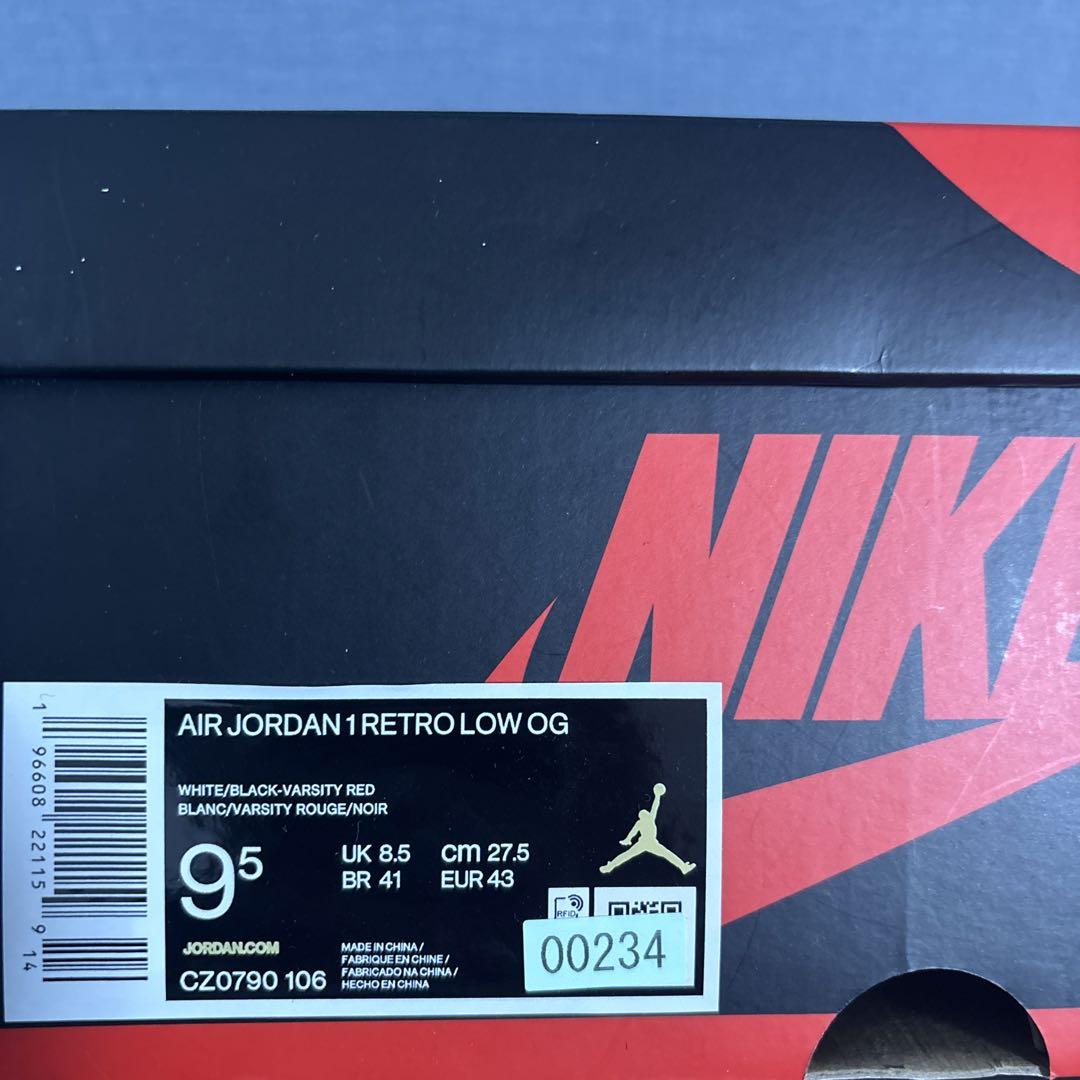 NIKE
AIR JORDAN 1 RETRO LOW OG
WHITE/BLACK-VARSITY RED
BLANC/VARSITY ROUGE/NOIR
95
UK 8.5 cm 27.5
BR 41 EUR 43
RFID
JORDAN.COM
CZ0790 106
MADE IN CHINA /
FABRIQUE EN CHINE /
FABRICADO NA CHINA /
HECHO EN CHINA
00234
1 96608 22115 9 14